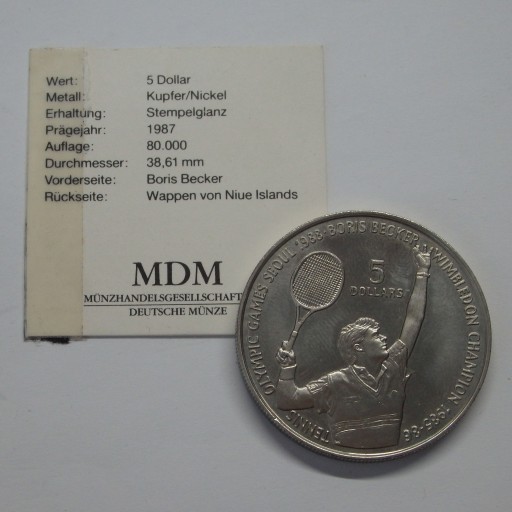 Wert: 5 Dollar
Metall: Kupfer/Nickel
Erhaltung: Stempelglanz
Prägejahr: 1987
Auflage: 80.000
Durchmesser: 38,61 mm
Vorderseite: Boris Becker
Rückseite: Wappen von Niue Islands
MDM
MÜNZHANDELSGESELLSCHAFT
DEUTSCHE MÜNZE
TENNIS OLYMPIC GAMES SEOUL 1988 · BORIS BECKER WIMBLEDON CHAMPION 1985·86
5
DOLLARS